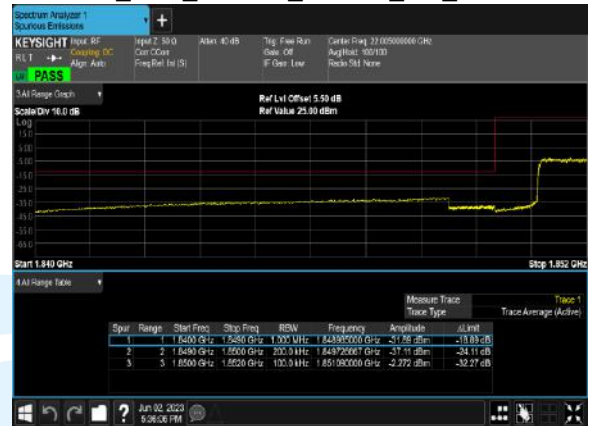 Spectrum Analyzer 1
Spurious Emissions
+
KEYSIGHT Input: RF
Coupling: DC
Align: Auto
RLT
Input Z: 50 Ω
Corr CCorr
Freq Ref: Int (S)
Atten: 40 dB
Trig: Free Run
Gate: Off
IF Gain: Low
Center Freq: 22.005000000 GHz
Avg|Hold: 100/100
Radio Std: None
PASS
3 All Range Graph
Scale/Div 10.0 dB
Ref Lvl Offset 5.50 dB
Ref Value 25.00 dBm
Log
15.0
5.00
-5.00
-15.0
-25.0
-35.0
-45.0
-55.0
-65.0
Start 1.840 GHz
Stop 1.852 GHz
4 All Range Table
Measure Trace Trace 1
Trace Type Trace Average (Active)
Spur Range Start Freq Stop Freq RBW Frequency Amplitude ΔLimit
1 1 1.8400 GHz 1.8490 GHz 1.000 MHz 1.848985000 GHz -31.89 dBm -18.89 dB
2 2 1.8490 GHz 1.8500 GHz 200.0 kHz 1.849726667 GHz -37.11 dBm -24.11 dB
3 3 1.8500 GHz 1.8520 GHz 100.0 kHz 1.851090000 GHz -2.272 dBm -32.27 dB
?
Jun 02, 2023
5:36:06 PM